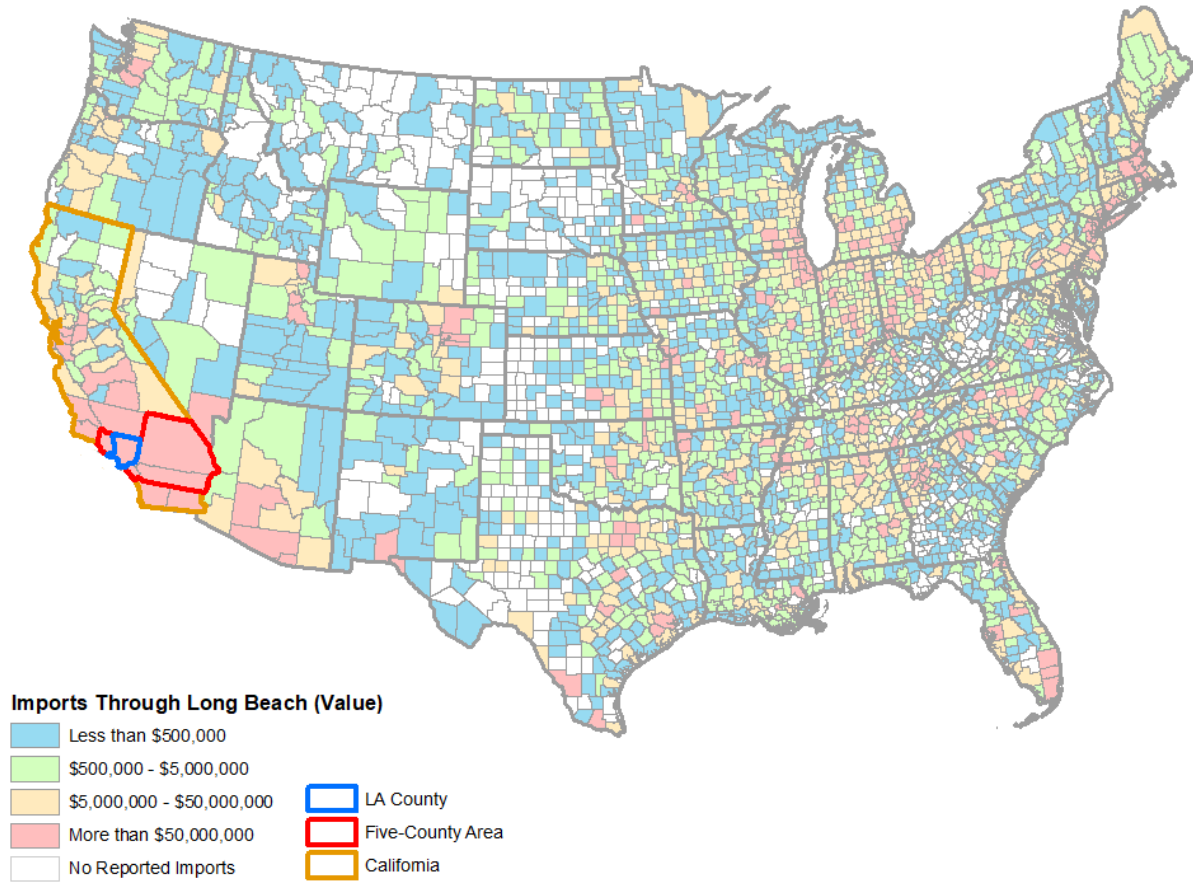 Imports Through Long Beach (Value)
Less than $500,000
$500,000 - $5,000,000
$5,000,000 - $50,000,000
More than $50,000,000
No Reported Imports
LA County
Five-County Area
California